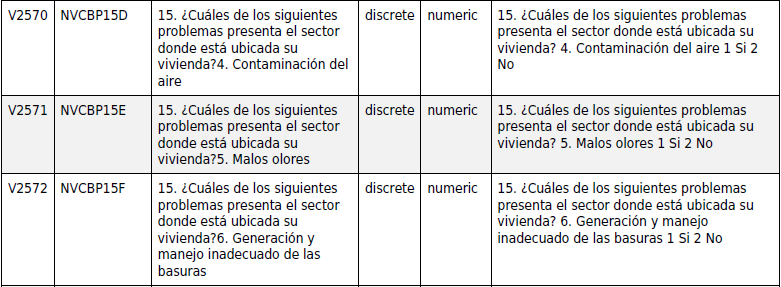 V2570 NVCBP15D 15. ¿Cuáles de los siguientes problemas presenta el sector donde está ubicada su vivienda?4. Contaminación del aire discrete numeric 15. ¿Cuáles de los siguientes problemas presenta el sector donde está ubicada su vivienda? 4. Contaminación del aire 1 Si 2 No
V2571 NVCBP15E 15. ¿Cuáles de los siguientes problemas presenta el sector donde está ubicada su vivienda?5. Malos olores discrete numeric 15. ¿Cuáles de los siguientes problemas presenta el sector donde está ubicada su vivienda? 5. Malos olores 1 Si 2 No
V2572 NVCBP15F 15. ¿Cuáles de los siguientes problemas presenta el sector donde está ubicada su vivienda?6. Generación y manejo inadecuado de las basuras discrete numeric 15. ¿Cuáles de los siguientes problemas presenta el sector donde está ubicada su vivienda? 6. Generación y manejo inadecuado de las basuras 1 Si 2 No